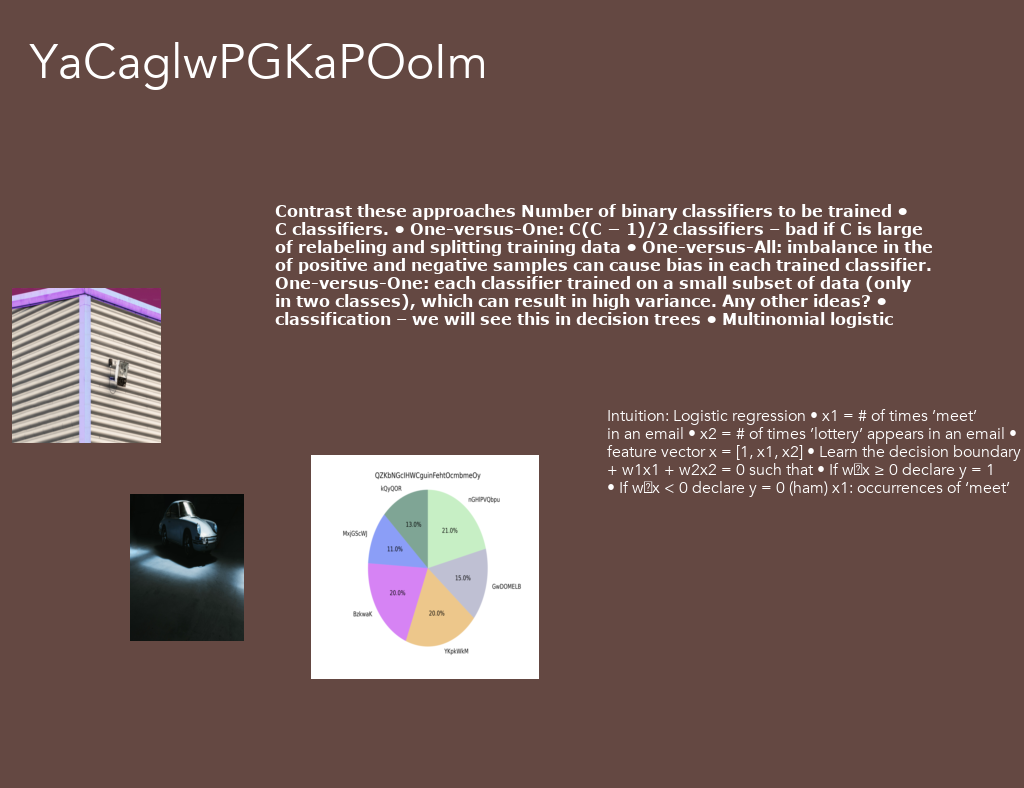 YaCaglwPGKaPOoIm
Contrast these approaches Number of binary classifiers to be trained •
C classifiers. • One-versus-One: C(C − 1)/2 classifiers – bad if C is large
of relabeling and splitting training data • One-versus-All: imbalance in the
of positive and negative samples can cause bias in each trained classifier.
One-versus-One: each classifier trained on a small subset of data (only
in two classes), which can result in high variance. Any other ideas? •
classification – we will see this in decision trees • Multinomial logistic
Intuition: Logistic regression • x1 = # of times ‘meet’
in an email • x2 = # of times ‘lottery’ appears in an email •
feature vector x = [1, x1, x2] • Learn the decision boundary
+ w1x1 + w2x2 = 0 such that • If w x ≥ 0 declare y = 1
• If w x < 0 declare y = 0 (ham) x1: occurrences of ‘meet’
QZKbNGclHWCguinFehtOcmbmeOy
kQyQOR
nGHIPVQbpu
13.0%
21.0%
MxjGScWJ
11.0%
15.0%
GwDOMELB
20.0%
20.0%
BzkwaK
YKpkWkM